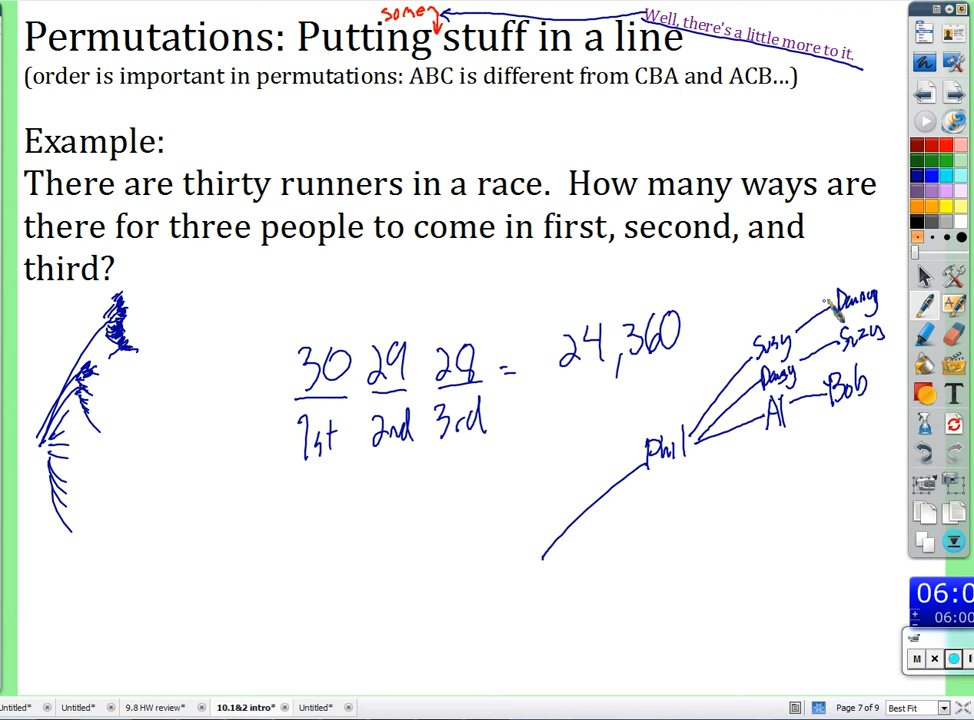 somen
Well, there's a little more to it.
Permutations: Putting stuff in a line
(order is important in permutations: ABC is different from CBA and ACB...)
Example:
There are thirty runners in a race. How many ways are
there for three people to come in first, second, and
third?
30 29 28 = 24,360
1st 2nd 3rd
Danny
Suzy Suzy
Danny Bob
Al
Phil
06:0
06:00
M
Untitled* Untitled* 9.8 HW review* 10.1&2 intro* Untitled* Page 7 of 9 Best Fit